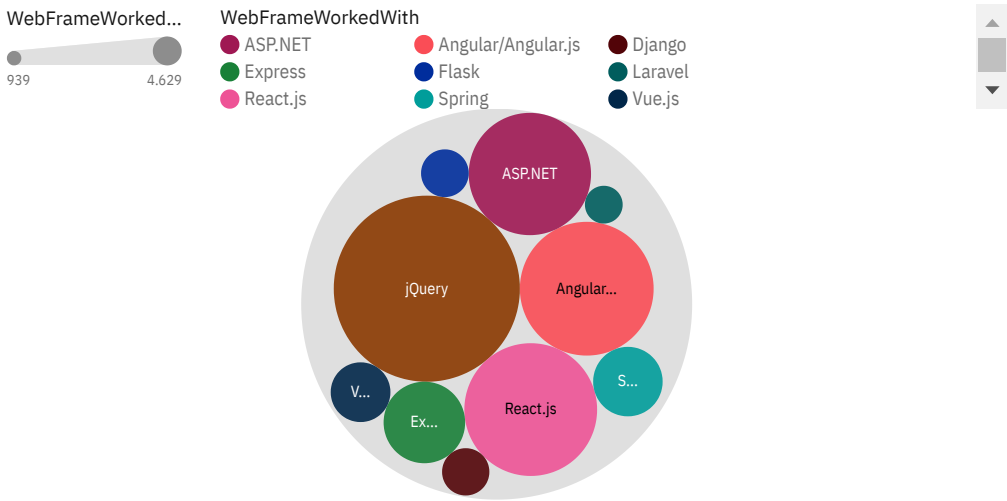 WebFrameWorked...
939
4.629
WebFrameWorkedWith
ASP.NET
Angular/Angular.js
Django
Express
Flask
Laravel
React.js
Spring
Vue.js
ASP.NET
jQuery
Angular...
S...
V...
React.js
Ex...